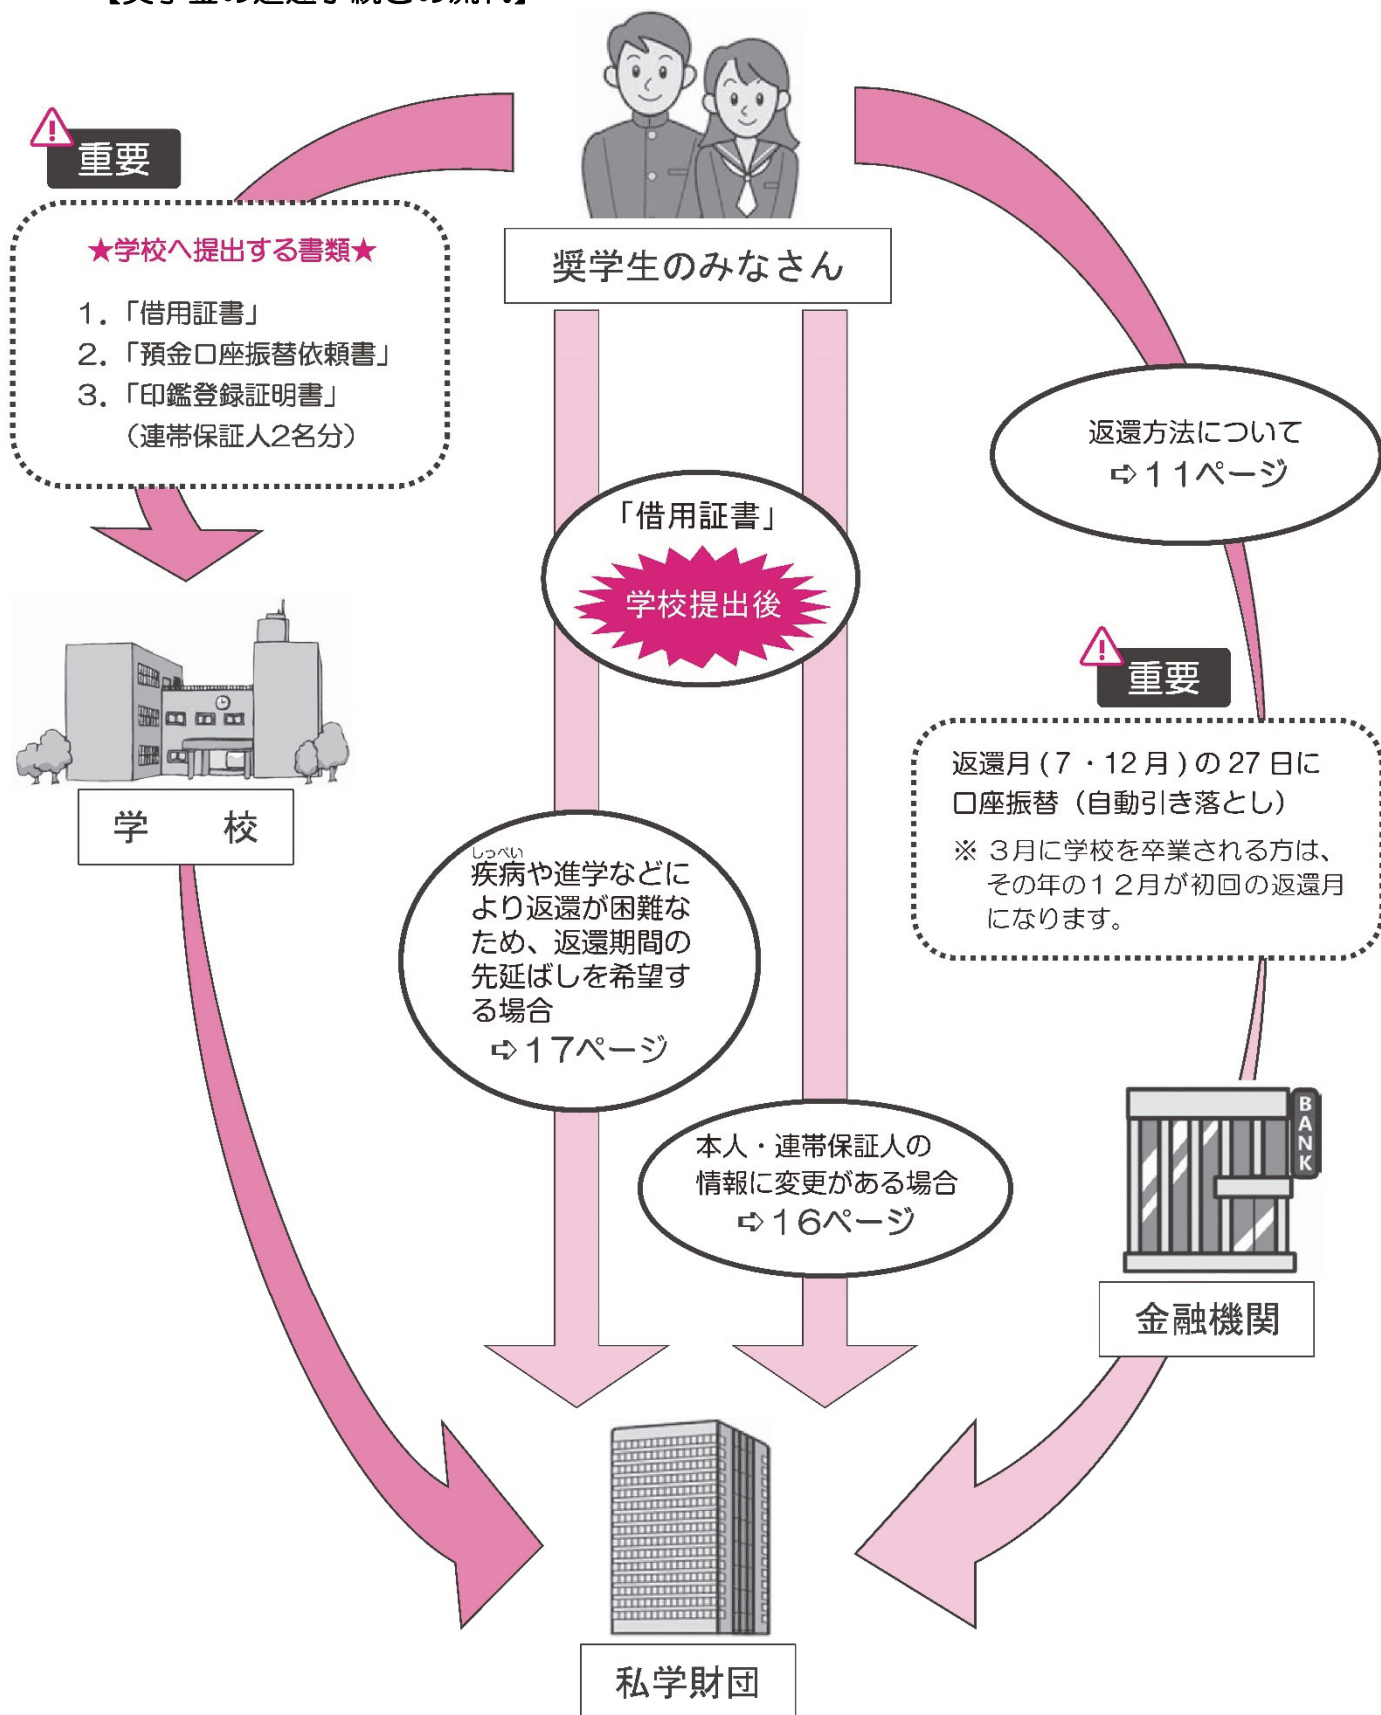 重要
★学校へ提出する書類★
1．「借用証書」
2．「預金口座振替依頼書」
3．「印鑑登録証明書」
（連帯保証人2名分）
奨学生のみなさん
返還方法について
⇨11ページ
「借用証書」
学校提出後
重要
返還月(7・12月)の27日に
口座振替（自動引き落とし）
※ 3月に学校を卒業される方は、
その年の12月が初回の返還月
になります。
学　校
しっぺい
疾病や進学などに
より返還が困難な
ため、返還期間の
先延ばしを希望す
る場合
⇨17ページ
本人・連帯保証人の
情報に変更がある場合
⇨16ページ
BANK
金融機関
私学財団